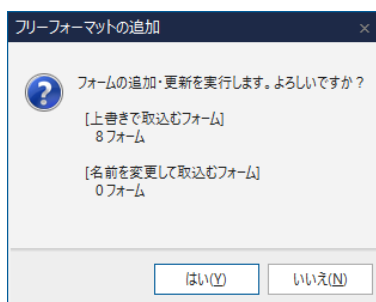 フリーフォーマットの追加
フォームの追加・更新を実行します。よろしいですか？
[上書きで取込むフォーム]
8フォーム
[名前を変更して取込むフォーム]
0フォーム
はい(Y)
いいえ(N)